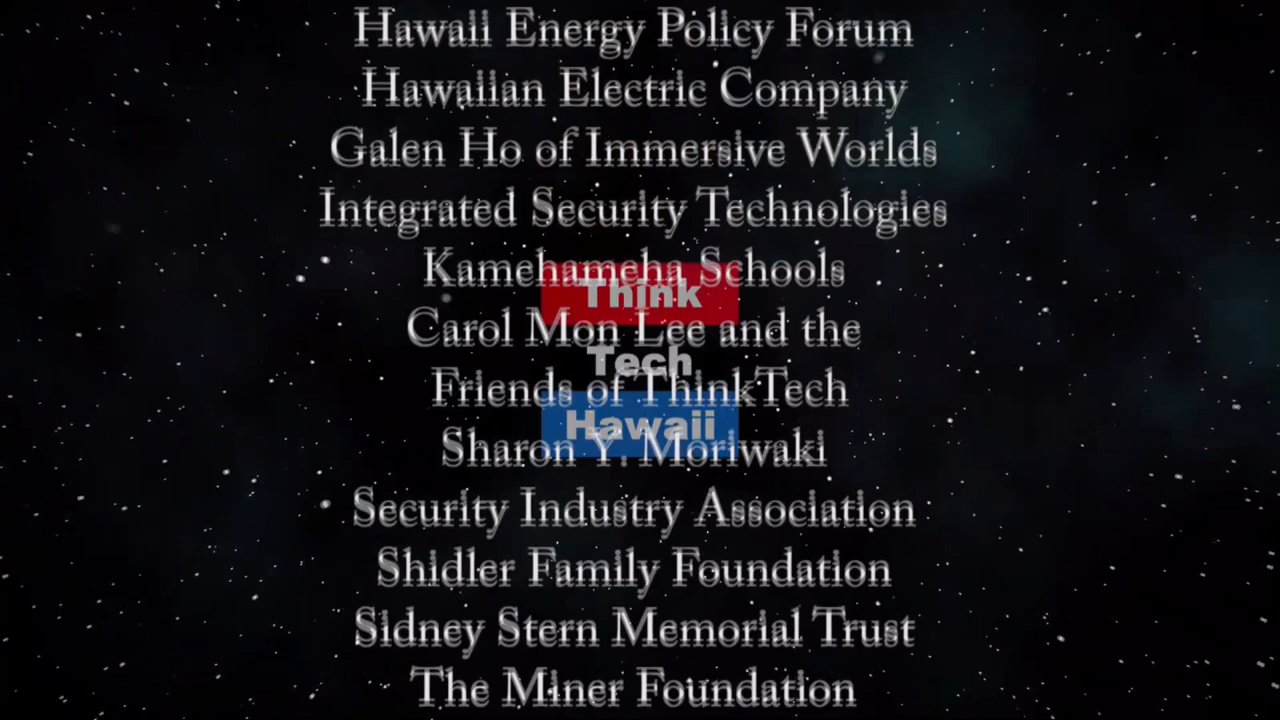 Hawaii Energy Policy Forum
Hawaiian Electric Company
Galen Ho of Immersive Worlds
Integrated Security Technologies
Kamehameha Schools
Think
Carol Mon Lee and the
Tech
Friends of ThinkTech
Hawaii
Sharon Y. Moriwaki
Security Industry Association
Shidler Family Foundation
Sidney Stern Memorial Trust
The Miner Foundation